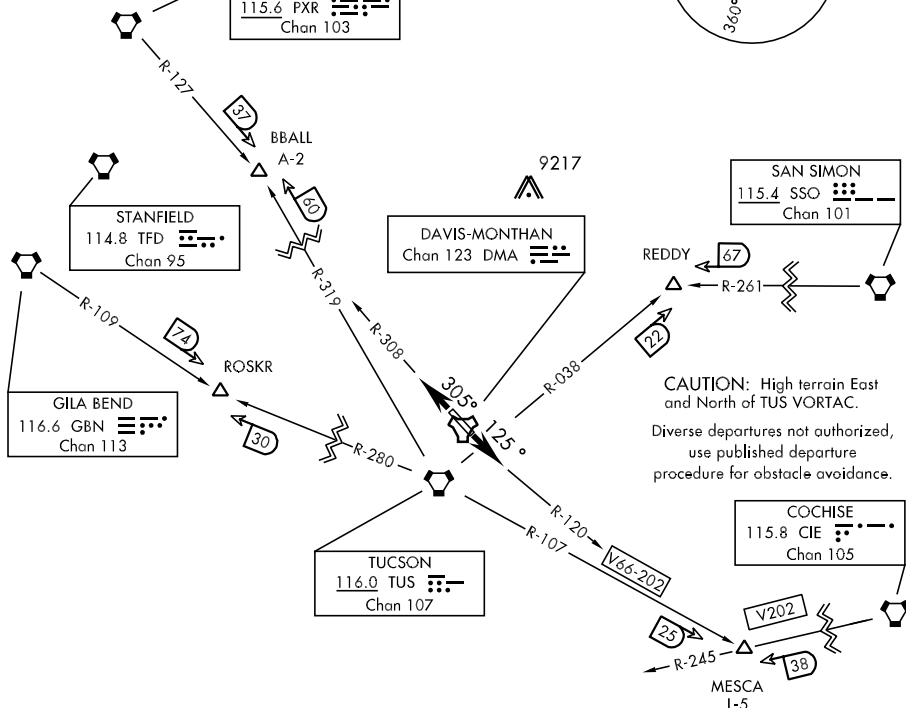 115.6 PXR
Chan 103
360°
R-127
37
BBALL
A-2
60
9217
SAN SIMON
115.4 SSO
Chan 101
STANFIELD
114.8 TFD
Chan 95
DAVIS-MONTHAN
Chan 123 DMA
REDDY
67
R-261
R-319
R-109
R-308
22
74
ROSKR
R-038
305°
125°
CAUTION: High terrain East
and North of TUS VORTAC.
Diverse departures not authorized,
use published departure
procedure for obstacle avoidance.
GILA BEND
116.6 GBN
Chan 113
30
R-280
COCHISE
115.8 CIE
Chan 105
R-120
R-107
TUCSON
116.0 TUS
Chan 107
V66-202
V202
25
R-245
38
MESCA
L-5